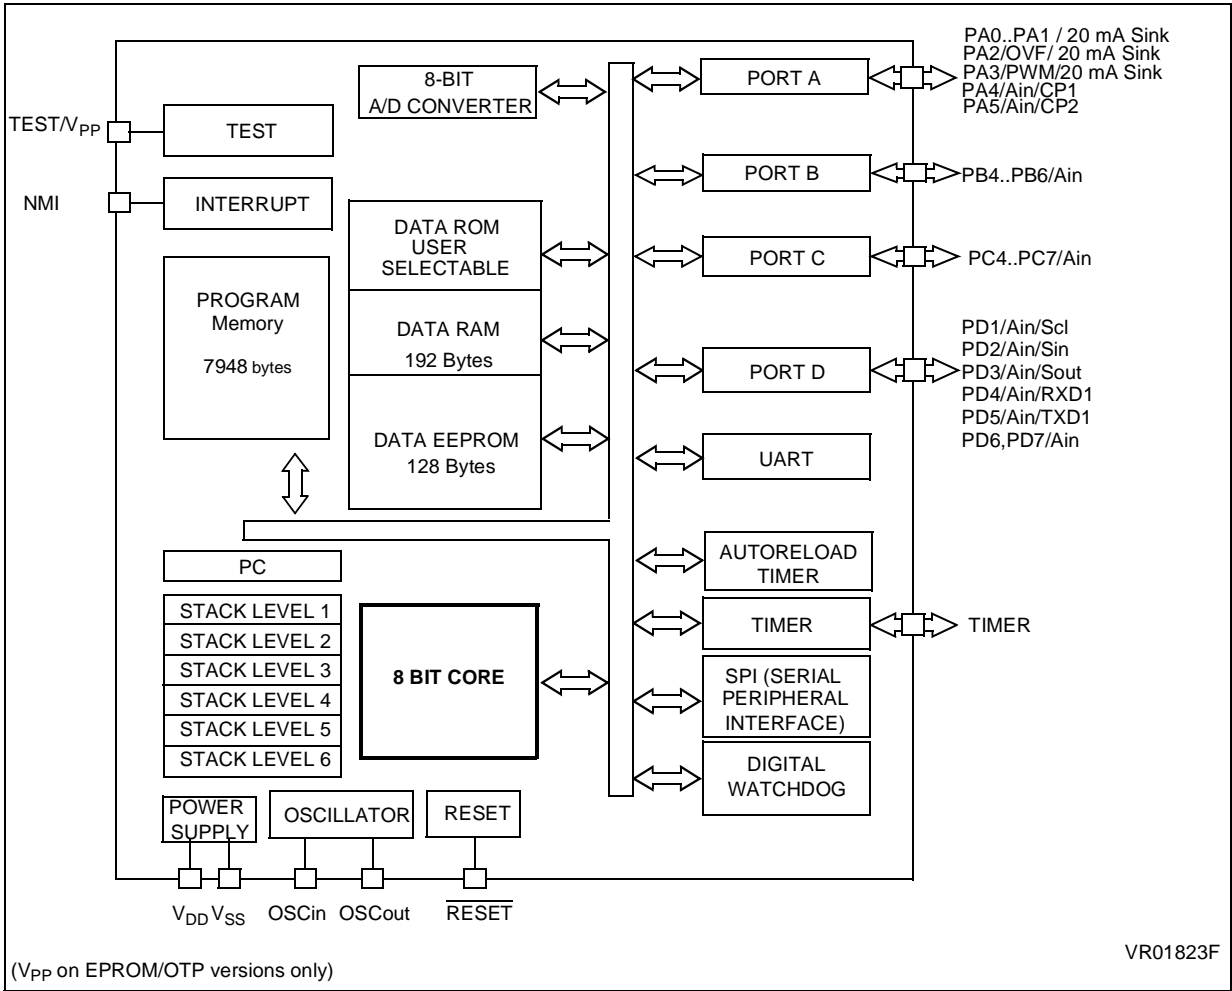 PA0..PA1 / 20 mA Sink
PA2/OVF/ 20 mA Sink
PA3/PWM/20 mA Sink
PA4/Ain/CP1
PA5/Ain/CP2
8-BIT
A/D CONVERTER
PORT A
TEST/VPP
TEST
PORT B
PB4..PB6/Ain
NMI
INTERRUPT
DATA ROM
USER
SELECTABLE
PORT C
PC4..PC7/Ain
PROGRAM
Memory
7948 bytes
DATA RAM
192 Bytes
PORT D
PD1/Ain/Scl
PD2/Ain/Sin
PD3/Ain/Sout
PD4/Ain/RXD1
PD5/Ain/TXD1
PD6,PD7/Ain
DATA EEPROM
128 Bytes
UART
PC
AUTORELOAD
TIMER
STACK LEVEL 1
STACK LEVEL 2
STACK LEVEL 3
STACK LEVEL 4
STACK LEVEL 5
STACK LEVEL 6
8 BIT CORE
TIMER
TIMER
SPI (SERIAL
PERIPHERAL
INTERFACE)
DIGITAL
WATCHDOG
POWER
SUPPLY
OSCILLATOR
RESET
VDD VSS
OSCin OSCout
RESET
VR01823F
(VPP on EPROM/OTP versions only)